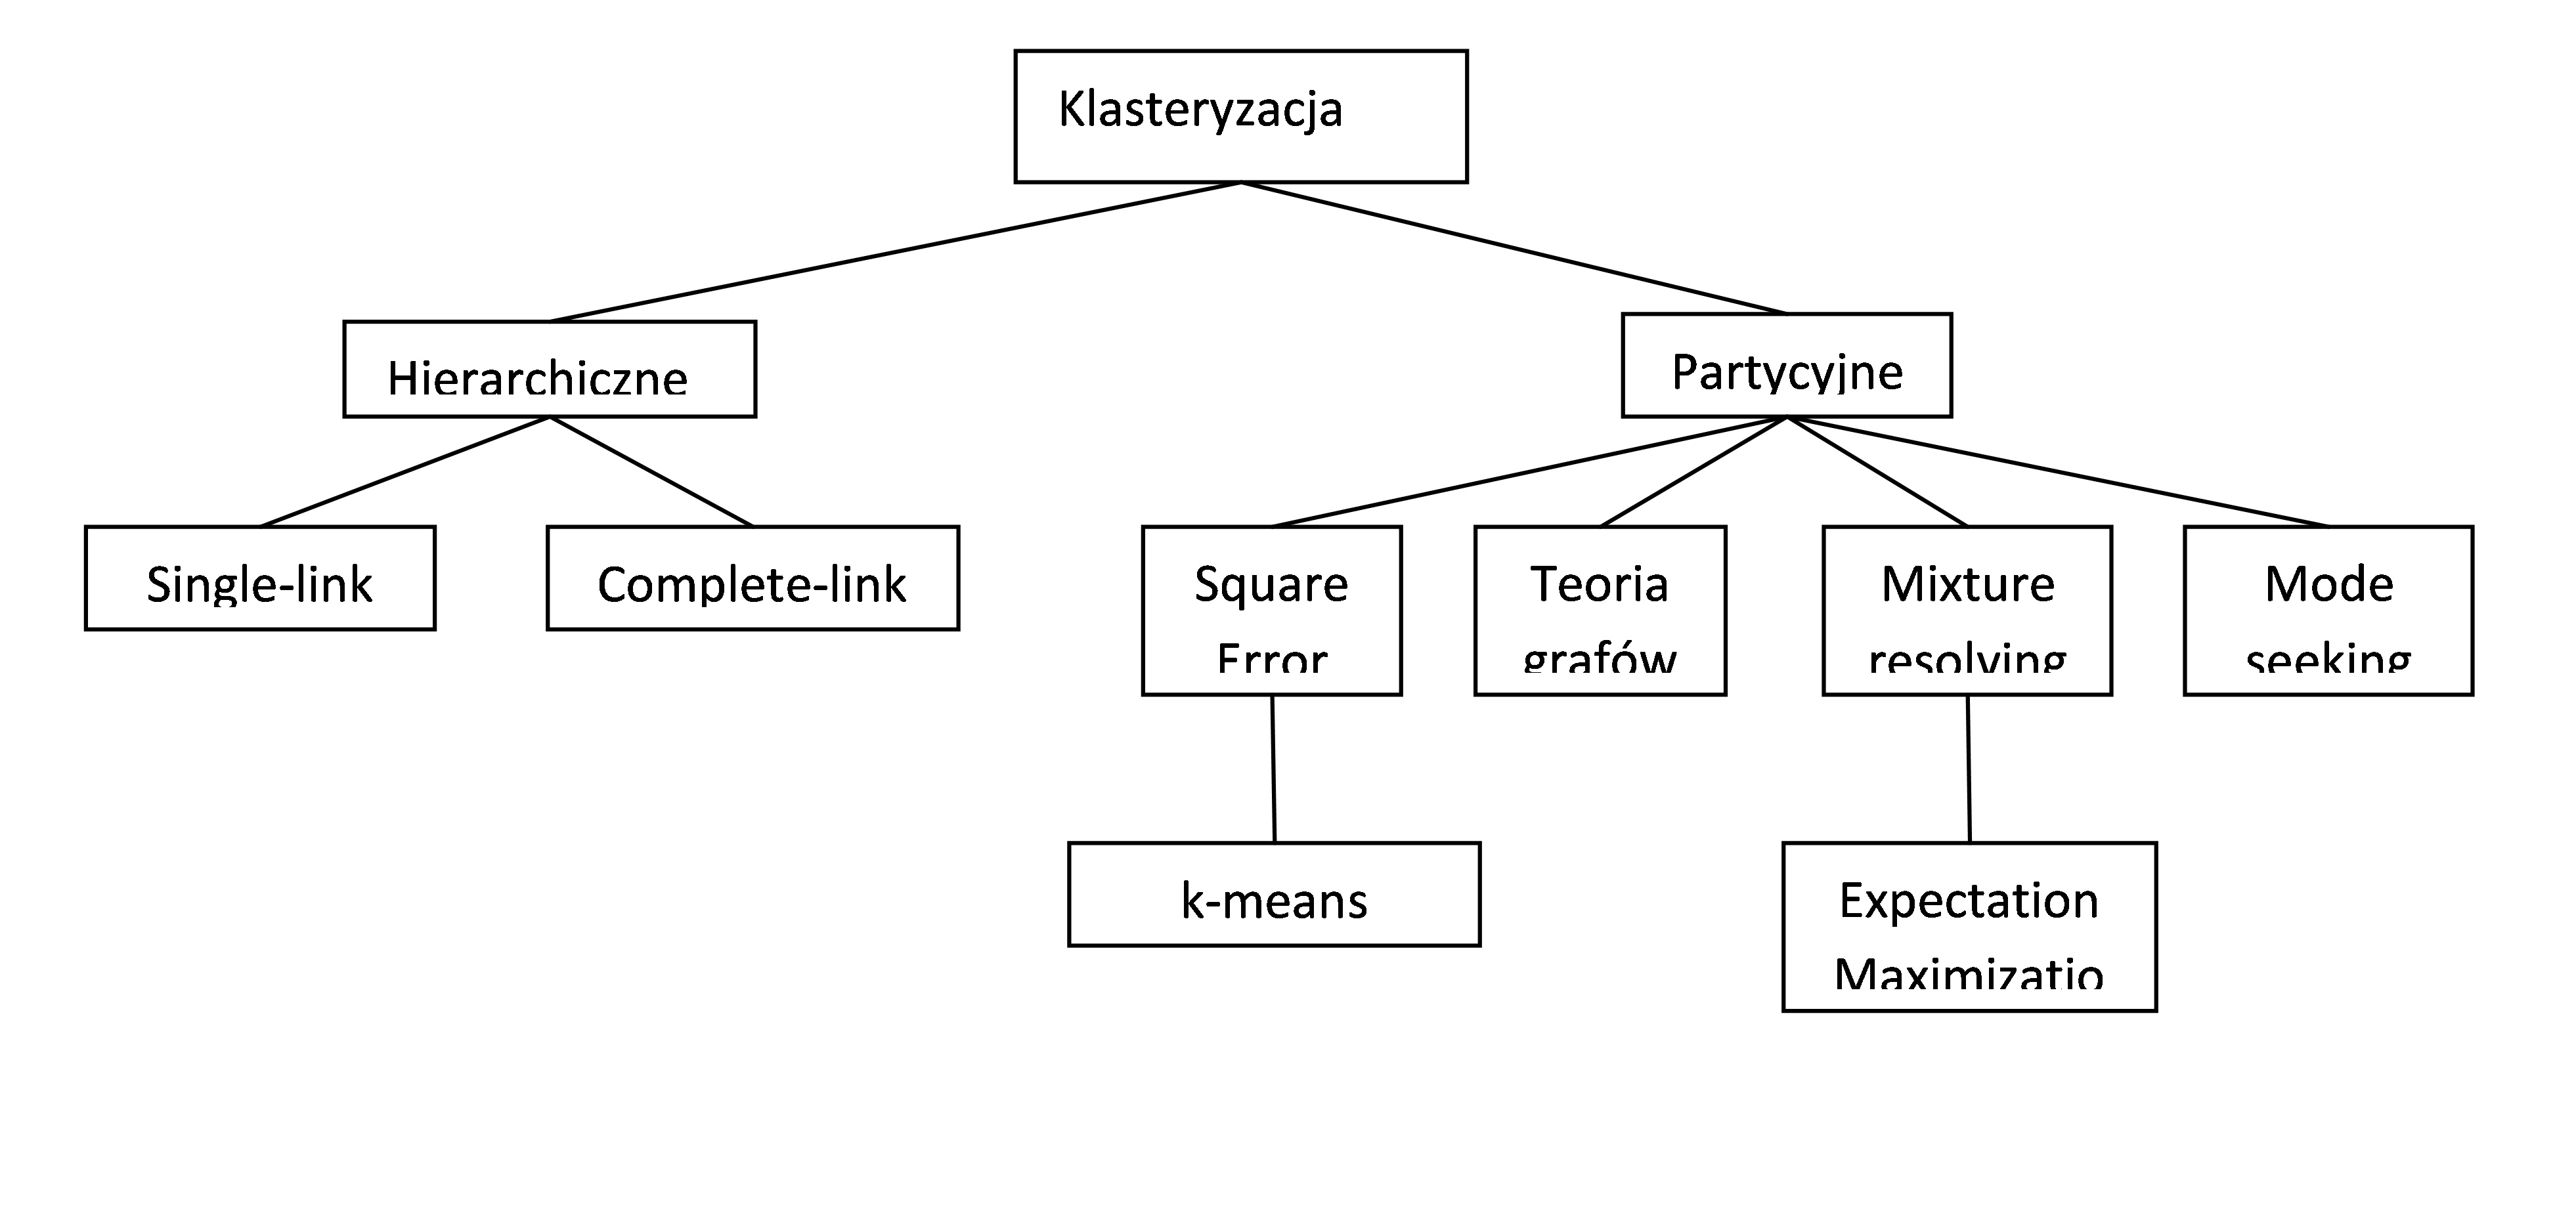 Klasteryzacja
Hierarchiczne
Partycyjne
Single-link
Complete-link
Square
Error
Teoria
grafów
Mixture
resolving
Mode
seeking
k-means
Expectation
Maximizatio